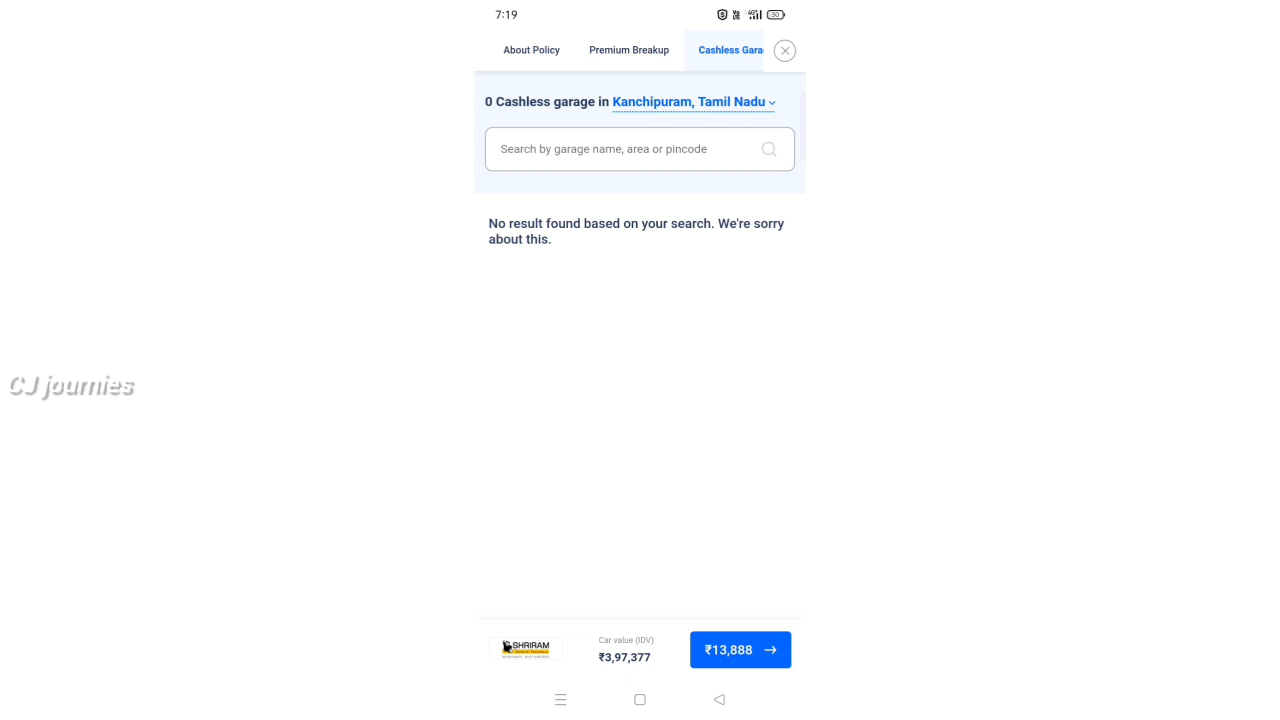 7:19
50
About Policy
Premium Breakup
Cashless Gara
0 Cashless garage in Kanchipuram, Tamil Nadu
Search by garage name, area or pincode
No result found based on your search. We're sorry
about this.
CJ journies
SHRIRAM
Car value (IDV)
₹3,97,377
₹13,888